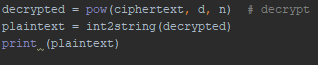 decrypted = pow(ciphertext, d, n)  # decrypt
plaintext = int2string(decrypted)
print (plaintext)